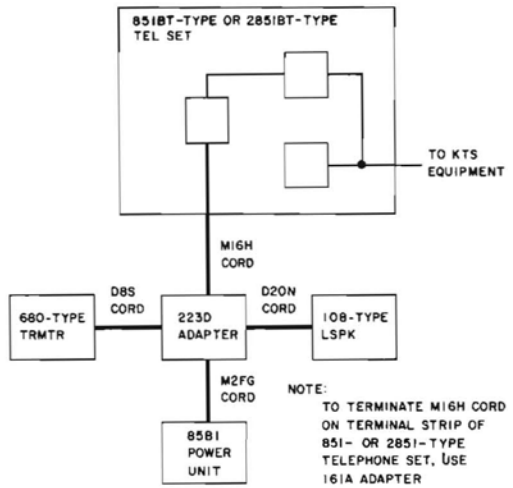 851BT-TYPE OR 2851BT-TYPE
TEL SET
TO KTS
EQUIPMENT
M16H
CORD
D8S
CORD
D20N
CORD
680-TYPE
TRMTR
223D
ADAPTER
108-TYPE
LSPK
M2FG
CORD
85B1
POWER
UNIT
NOTE:
TO TERMINATE M16H CORD
ON TERMINAL STRIP OF
851- OR 2851-TYPE
TELEPHONE SET, USE
161A ADAPTER